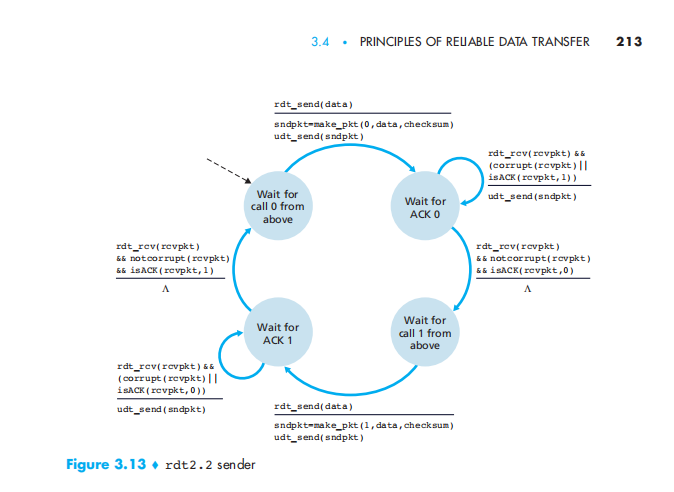 3.4 • PRINCIPLES OF RELIABLE DATA TRANSFER 213
rdt_send(data)
sndpkt=make_pkt(0,data,checksum)
udt_send(sndpkt)
rdt_rcv(rcvpkt) &&
(corrupt(rcvpkt)||
isACK(rcvpkt,1))
udt_send(sndpkt)
Wait for
call 0 from
above
Wait for
ACK 0
rdt_rcv(rcvpkt)
&& notcorrupt(rcvpkt)
&& isACK(rcvpkt,1)
Λ
rdt_rcv(rcvpkt)
&& notcorrupt(rcvpkt)
&& isACK(rcvpkt,0)
Λ
Wait for
ACK 1
Wait for
call 1 from
above
rdt_rcv(rcvpkt)&&
(corrupt(rcvpkt)||
isACK(rcvpkt,0))
udt_send(sndpkt)
rdt_send(data)
sndpkt=make_pkt(1,data,checksum)
udt_send(sndpkt)
Figure 3.13 ♦ rdt2.2 sender